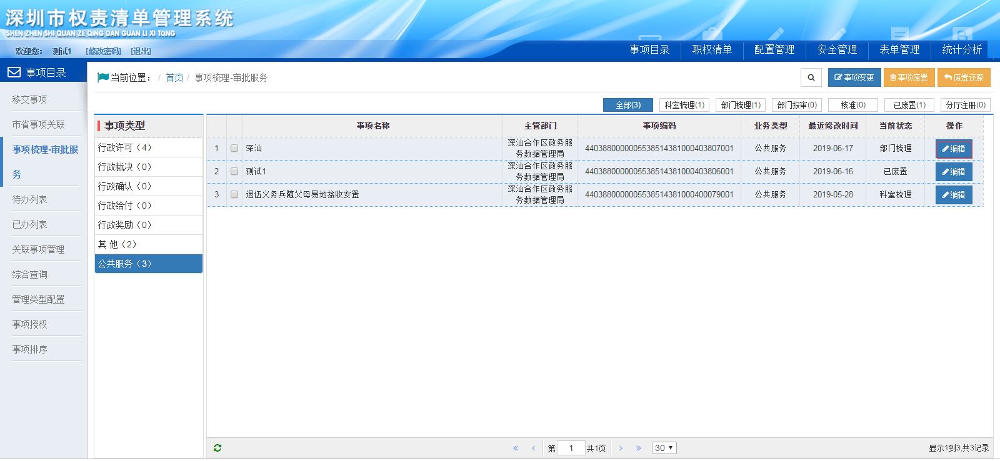 深圳市权责清单管理系统
SHEN ZHEN SHI QUAN ZE QING DAN GUAN LI XI TONG
欢迎您: 测试1 [修改密码] [退出]
事项目录 职权清单 配置管理 安全管理 表单管理 统计分析
事项目录
移交事项
市省事项关联
事项梳理-审批服
务
待办列表
已办列表
关联事项管理
综合查询
管理类型配置
事项授权
事项排序
当前位置： / 首页 / 事项梳理-审批服务
事项变更 事项废置 废置还原
全部(3) 科室梳理(1) 部门梳理(1) 部门报审(0) 核准(0) 已废置(1) 分厅注册(0)
事项类型
行政许可（4）
行政裁决（0）
行政确认（0）
行政给付（0）
行政奖励（0）
其 他（2）
公共服务（3）
事项名称 主管部门 事项编码 业务类型 最近修改时间 当前状态 操作
1 深汕 深汕合作区政务服
务数据管理局 440388000000553851438​1000403807001 公共服务 2019-06-17 部门梳理 编辑
2 测试1 深汕合作区政务服
务数据管理局 4403880000005538514381000403806001 公共服务 2019-06-16 已废置 编辑
3 退伍义务兵随父母易地接收安置 深汕合作区政务服
务数据管理局 4403880000005538514381000400079001 公共服务 2019-05-28 科室梳理 编辑
« ‹ 第 1 共1页 › » 30
显示1到3,共3记录